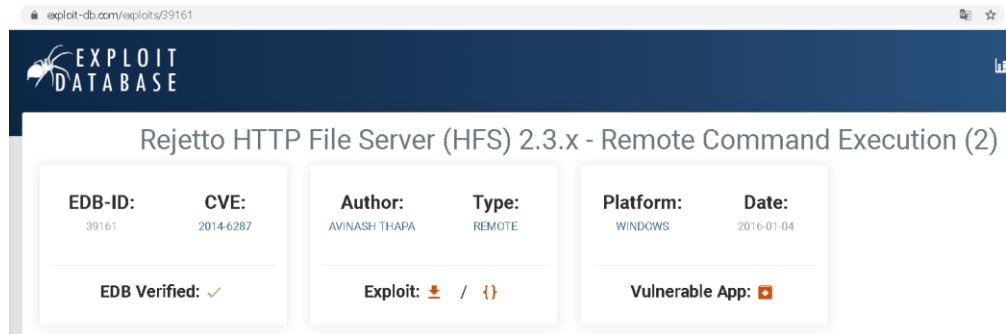 exploit-db.com/exploits/39161
EXPLOIT
DATABASE
Rejetto HTTP File Server (HFS) 2.3.x - Remote Command Execution (2)
EDB-ID: CVE: Author: Type: Platform: Date:
39161 2014-6287 AVINASH THAPA REMOTE WINDOWS 2016-01-04
EDB Verified: ✓ Exploit: / {} Vulnerable App: